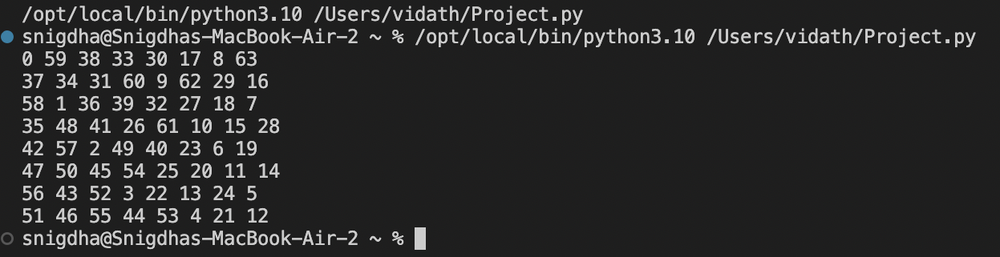 /opt/local/bin/python3.10 /Users/vidath/Project.py
snigdha@Snigdhas-MacBook-Air-2 ~ % /opt/local/bin/python3.10 /Users/vidath/Project.py
0 59 38 33 30 17 8 63
37 34 31 60 9 62 29 16
58 1 36 39 32 27 18 7
35 48 41 26 61 10 15 28
42 57 2 49 40 23 6 19
47 50 45 54 25 20 11 14
56 43 52 3 22 13 24 5
51 46 55 44 53 4 21 12
snigdha@Snigdhas-MacBook-Air-2 ~ %